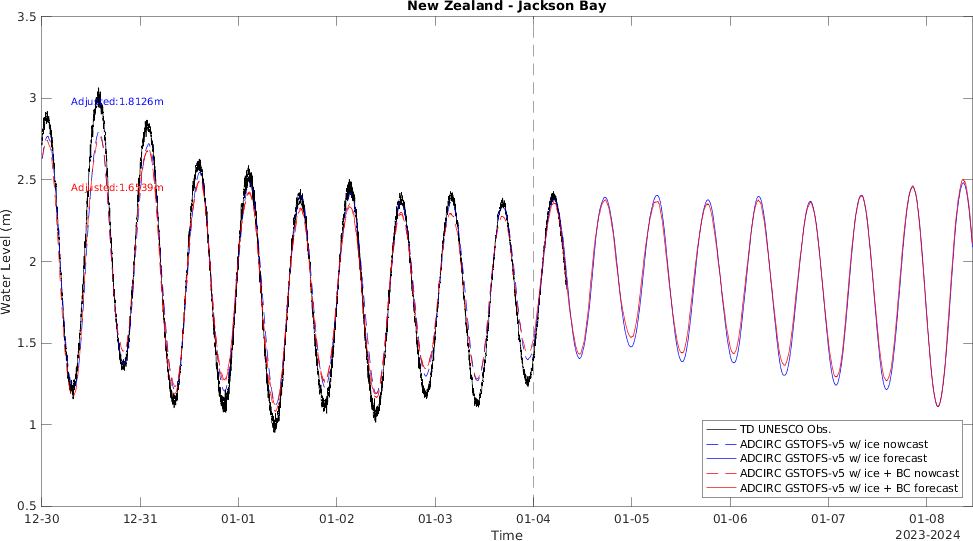 New Zealand - Jackson Bay
Water Level (m)
3.5
3
2.5
2
1.5
1
0.5
Adjusted:1.8126m
Adjusted:1.6539m
TD UNESCO Obs.
ADCIRC GSTOFS-v5 w/ ice nowcast
ADCIRC GSTOFS-v5 w/ ice forecast
ADCIRC GSTOFS-v5 w/ ice + BC nowcast
ADCIRC GSTOFS-v5 w/ ice + BC forecast
12-30 12-31 01-01 01-02 01-03 01-04 01-05 01-06 01-07 01-08
Time
2023-2024